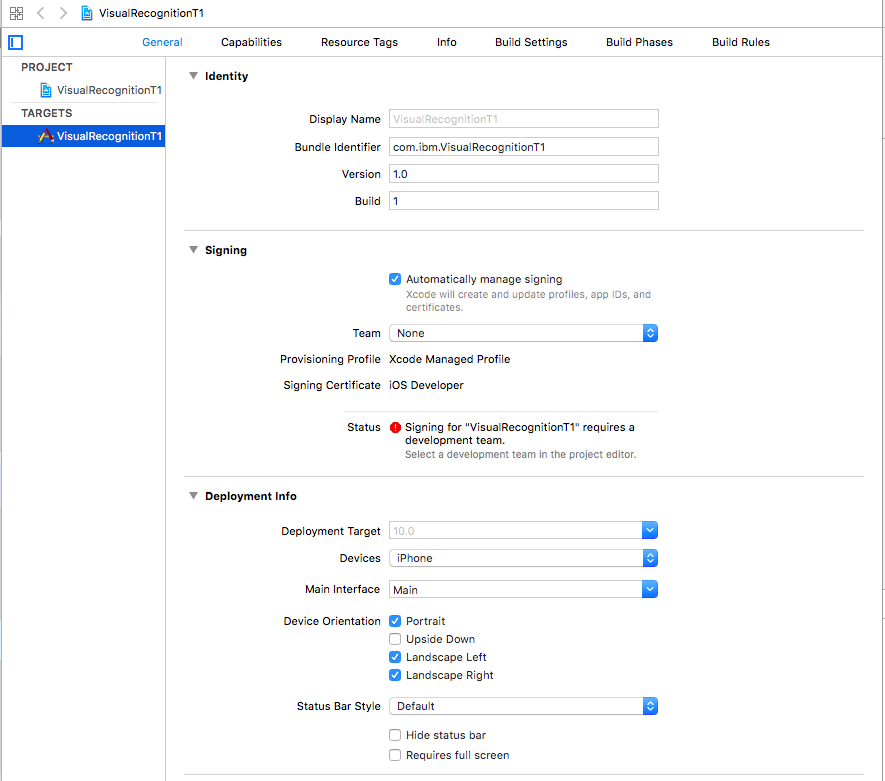 VisualRecognitionT1
General Capabilities Resource Tags Info Build Settings Build Phases Build Rules
PROJECT
VisualRecognitionT1
TARGETS
VisualRecognitionT1
Identity
Display Name VisualRecognitionT1
Bundle Identifier com.ibm.VisualRecognitionT1
Version 1.0
Build 1
Signing
Automatically manage signing
Xcode will create and update profiles, app IDs, and
certificates.
Team None
Provisioning Profile Xcode Managed Profile
Signing Certificate iOS Developer
Status Signing for "VisualRecognitionT1" requires a
development team.
Select a development team in the project editor.
Deployment Info
Deployment Target 10.0
Devices iPhone
Main Interface Main
Device Orientation Portrait
Upside Down
Landscape Left
Landscape Right
Status Bar Style Default
Hide status bar
Requires full screen